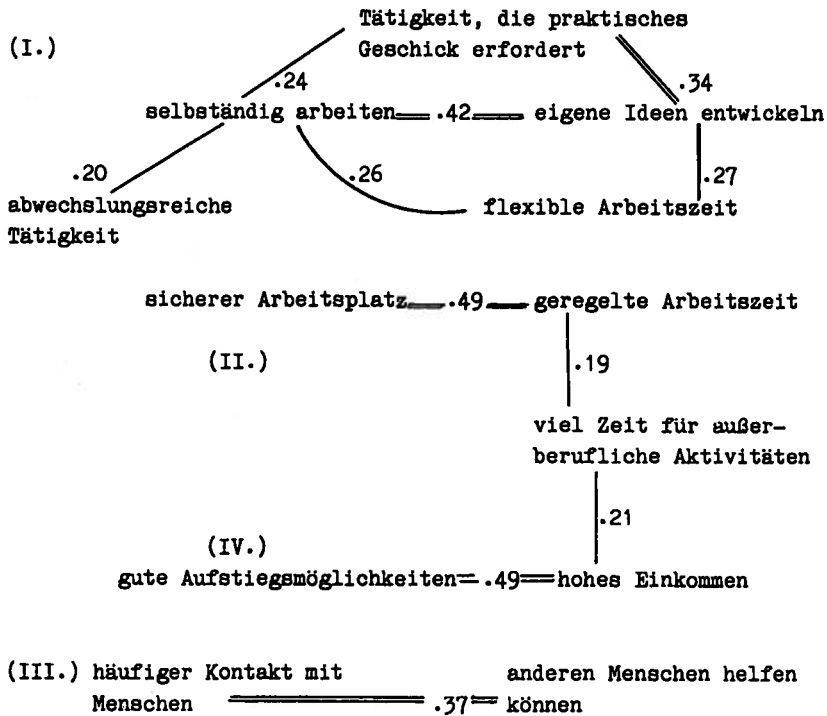 Tätigkeit, die praktisches
(I.) Geschick erfordert
.24 .34
selbständig arbeiten .42 eigene Ideen entwickeln
.20 .26 .27
abwechslungsreiche flexible Arbeitszeit
Tätigkeit
sicherer Arbeitsplatz .49 geregelte Arbeitszeit
(II.) .19
viel Zeit für außer-
berufliche Aktivitäten
.21
(IV.)
gute Aufstiegsmöglichkeiten .49 hohes Einkommen
(III.) häufiger Kontakt mit anderen Menschen helfen
Menschen .37 können